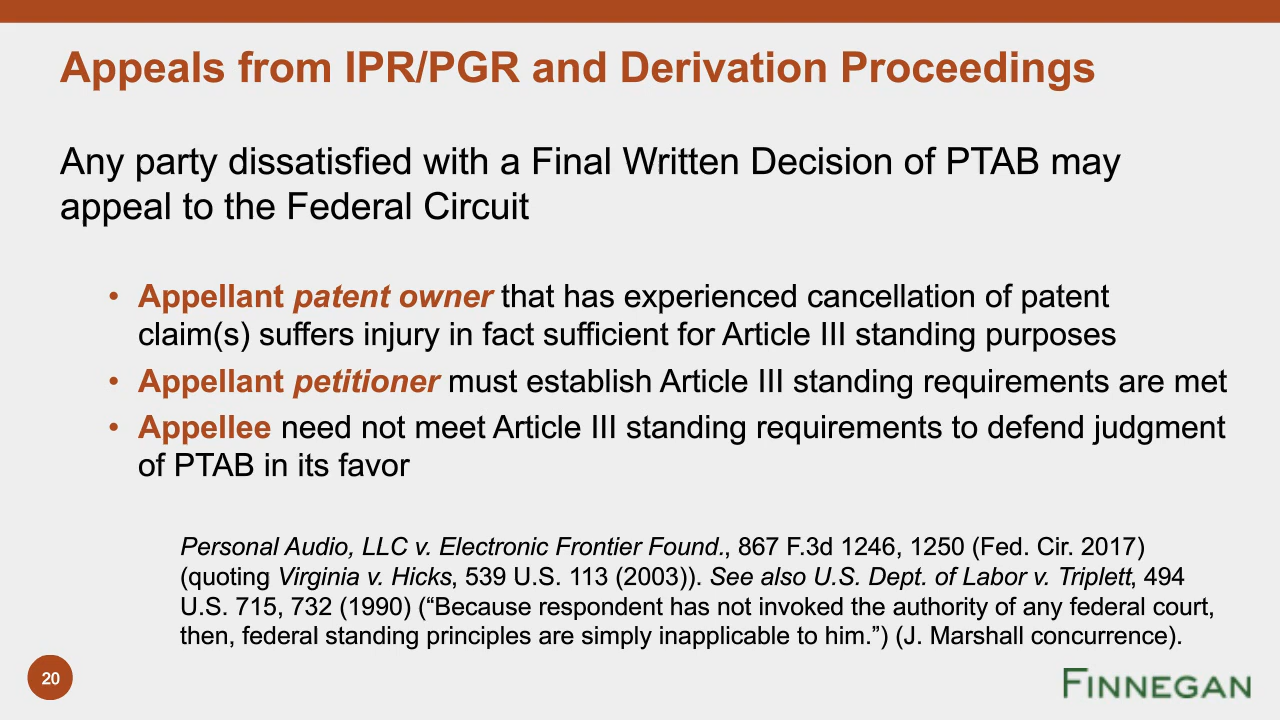 Appeals from IPR/PGR and Derivation Proceedings
Any party dissatisfied with a Final Written Decision of PTAB may
appeal to the Federal Circuit
• Appellant patent owner that has experienced cancellation of patent
claim(s) suffers injury in fact sufficient for Article III standing purposes
• Appellant petitioner must establish Article III standing requirements are met
• Appellee need not meet Article III standing requirements to defend judgment
of PTAB in its favor
Personal Audio, LLC v. Electronic Frontier Found., 867 F.3d 1246, 1250 (Fed. Cir. 2017)
(quoting Virginia v. Hicks, 539 U.S. 113 (2003)). See also U.S. Dept. of Labor v. Triplett, 494
U.S. 715, 732 (1990) (“Because respondent has not invoked the authority of any federal court,
then, federal standing principles are simply inapplicable to him.”) (J. Marshall concurrence).
20
FINNEGAN